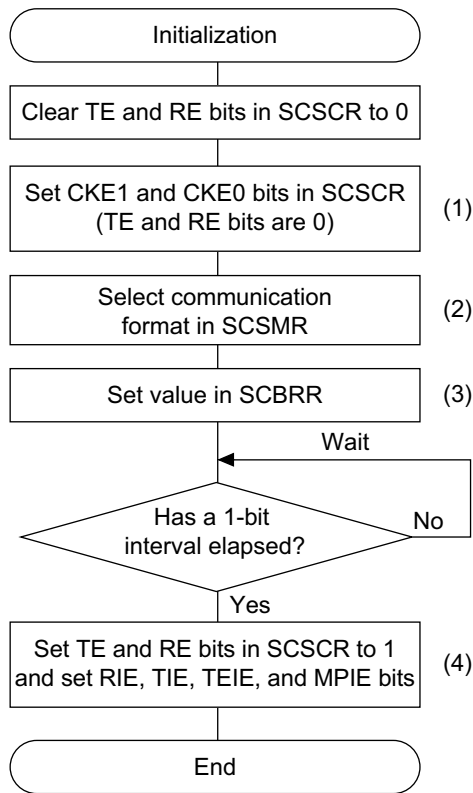 Initialization
Clear TE and RE bits in SCSCR to 0
Set CKE1 and CKE0 bits in SCSCR
(TE and RE bits are 0)
(1)
Select communication
format in SCSMR
(2)
Set value in SCBRR
(3)
Wait
Has a 1-bit
interval elapsed?
No
Yes
Set TE and RE bits in SCSCR to 1
and set RIE, TIE, TEIE, and MPIE bits
(4)
End